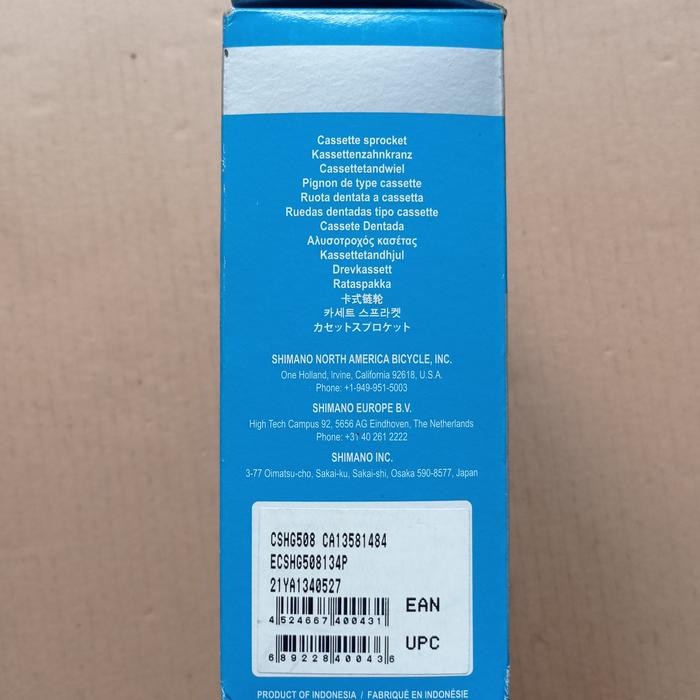 Cassette sprocket
Kassettenzahnkranz
Cassettetandwiel
Pignon de type cassette
Ruota dentata a cassetta
Ruedas dentadas tipo cassette
Cassete Dentada
Αλυσοτροχός κασέτας
Kassettetandhjul
Drevkassett
Rataspakka
卡式链轮
카세트 스프라켓
カセットスプロケット
SHIMANO NORTH AMERICA BICYCLE, INC.
One Holland, Irvine, California 92618, U.S.A.
Phone: +1-949-951-5003
SHIMANO EUROPE B.V.
High Tech Campus 92, 5656 AG Eindhoven, The Netherlands
Phone: +31 40 261 2222
SHIMANO INC.
3-77 Oimatsu-cho, Sakai-ku, Sakai-shi, Osaka 590-8577, Japan
CSHG508 CA13581484
ECSHG508134P
21YA1340527
4 524667 400431 EAN
6 89228 40043 6 UPC
PRODUCT OF INDONESIA / FABRIQUÉ EN INDONÉSIE